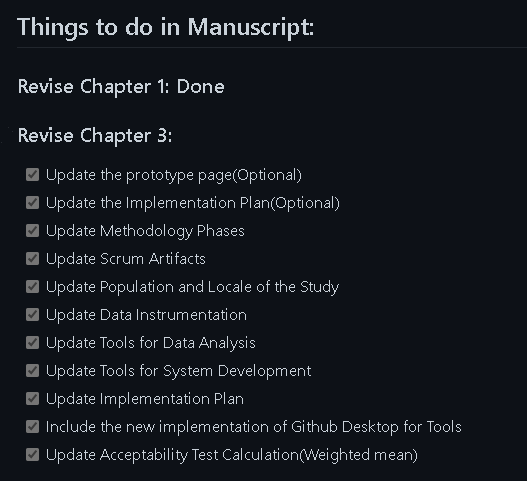 Things to do in Manuscript:
Revise Chapter 1: Done
Revise Chapter 3:
Update the prototype page(Optional)
Update the Implementation Plan(Optional)
Update Methodology Phases
Update Scrum Artifacts
Update Population and Locale of the Study
Update Data Instrumentation
Update Tools for Data Analysis
Update Tools for System Development
Update Implementation Plan
Include the new implementation of Github Desktop for Tools
Update Acceptability Test Calculation(Weighted mean)